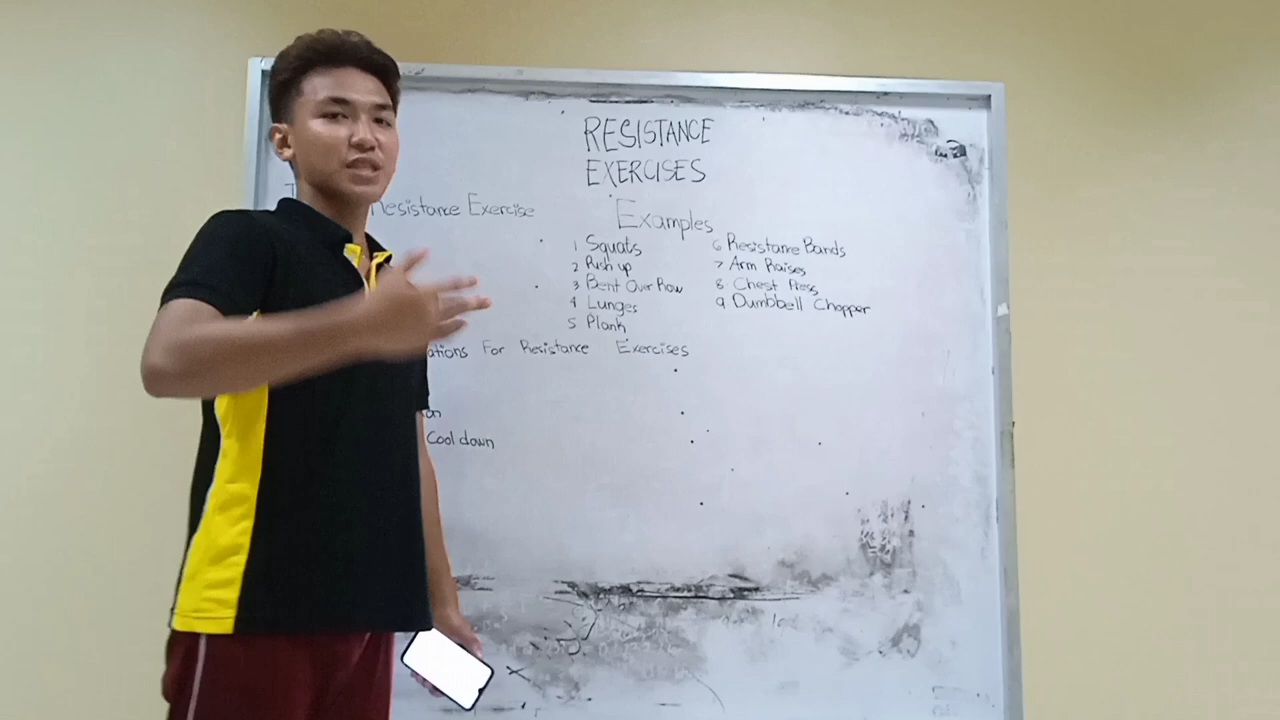 RESISTANCE
EXERCISES
Resistance Exercise
Examples
1 Squats
2 Push up
3 Bent Over Row
4 Lunges
5 Plank
6 Resistance Bands
7 Arm Raises
8 Chest Press
9 Dumbbell Chopper
ations For Resistance Exercises
on
Cool down